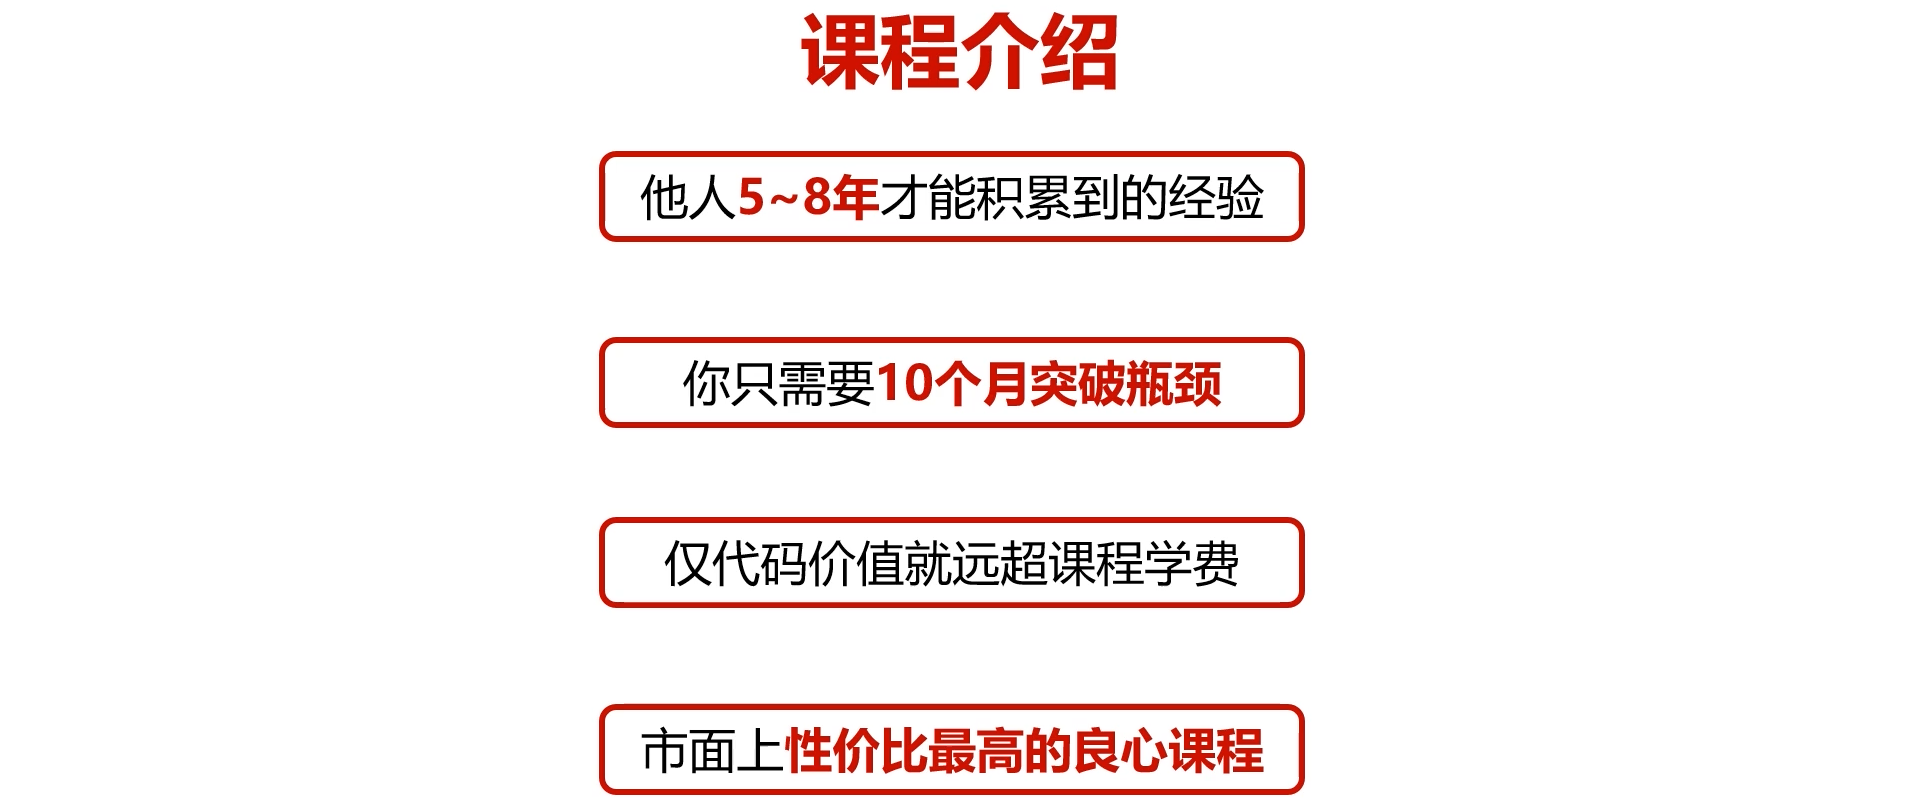 课程介绍
他人5~8年才能积累到的经验
你只需要10个月突破瓶颈
仅代码价值就远超课程学费
市面上性价比最高的良心课程